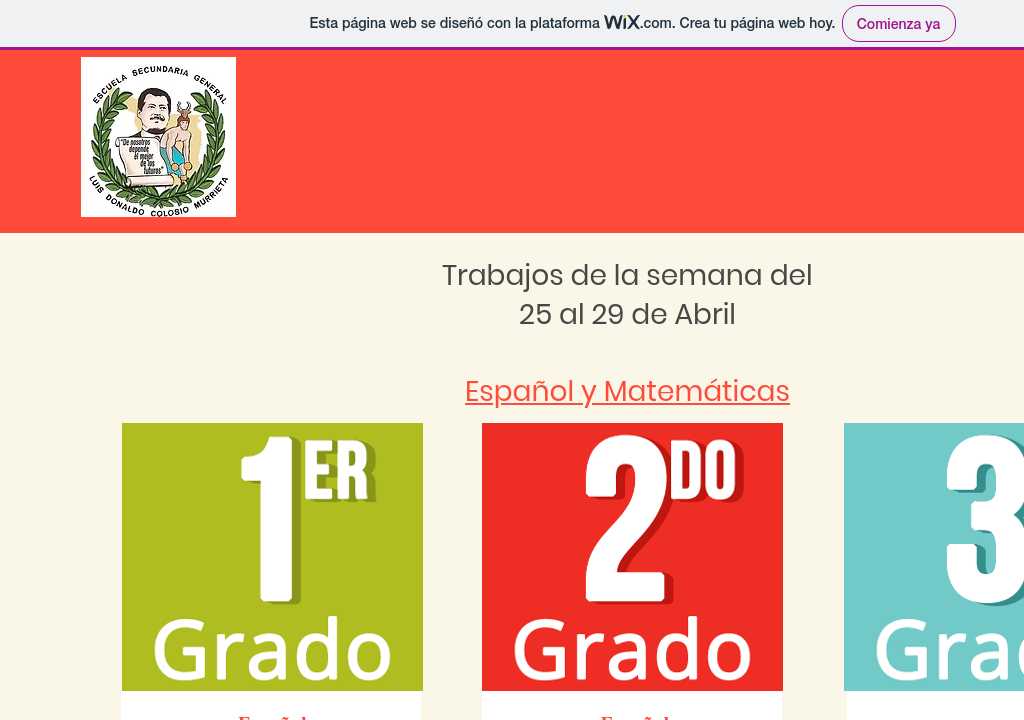 Esta página web se diseñó con la plataforma WiX.com. Crea tu página web hoy.
Comienza ya
ESCUELA SECUNDARIA GENERAL
"De nosotros
depende
el mejor
de los
futuros"
LUIS DONALDO COLOSIO MURRIETA
Trabajos de la semana del
25 al 29 de Abril
Español y Matemáticas
1ER
Grado
2DO
Grado
3
Grad